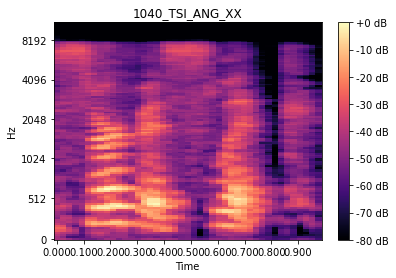 1040_TSI_ANG_XX
8192
4096
2048
1024
512
0
Hz
0.0000.1000.2000.3000.4000.5000.6000.7000.8000.900
Time
+0 dB
-10 dB
-20 dB
-30 dB
-40 dB
-50 dB
-60 dB
-70 dB
-80 dB